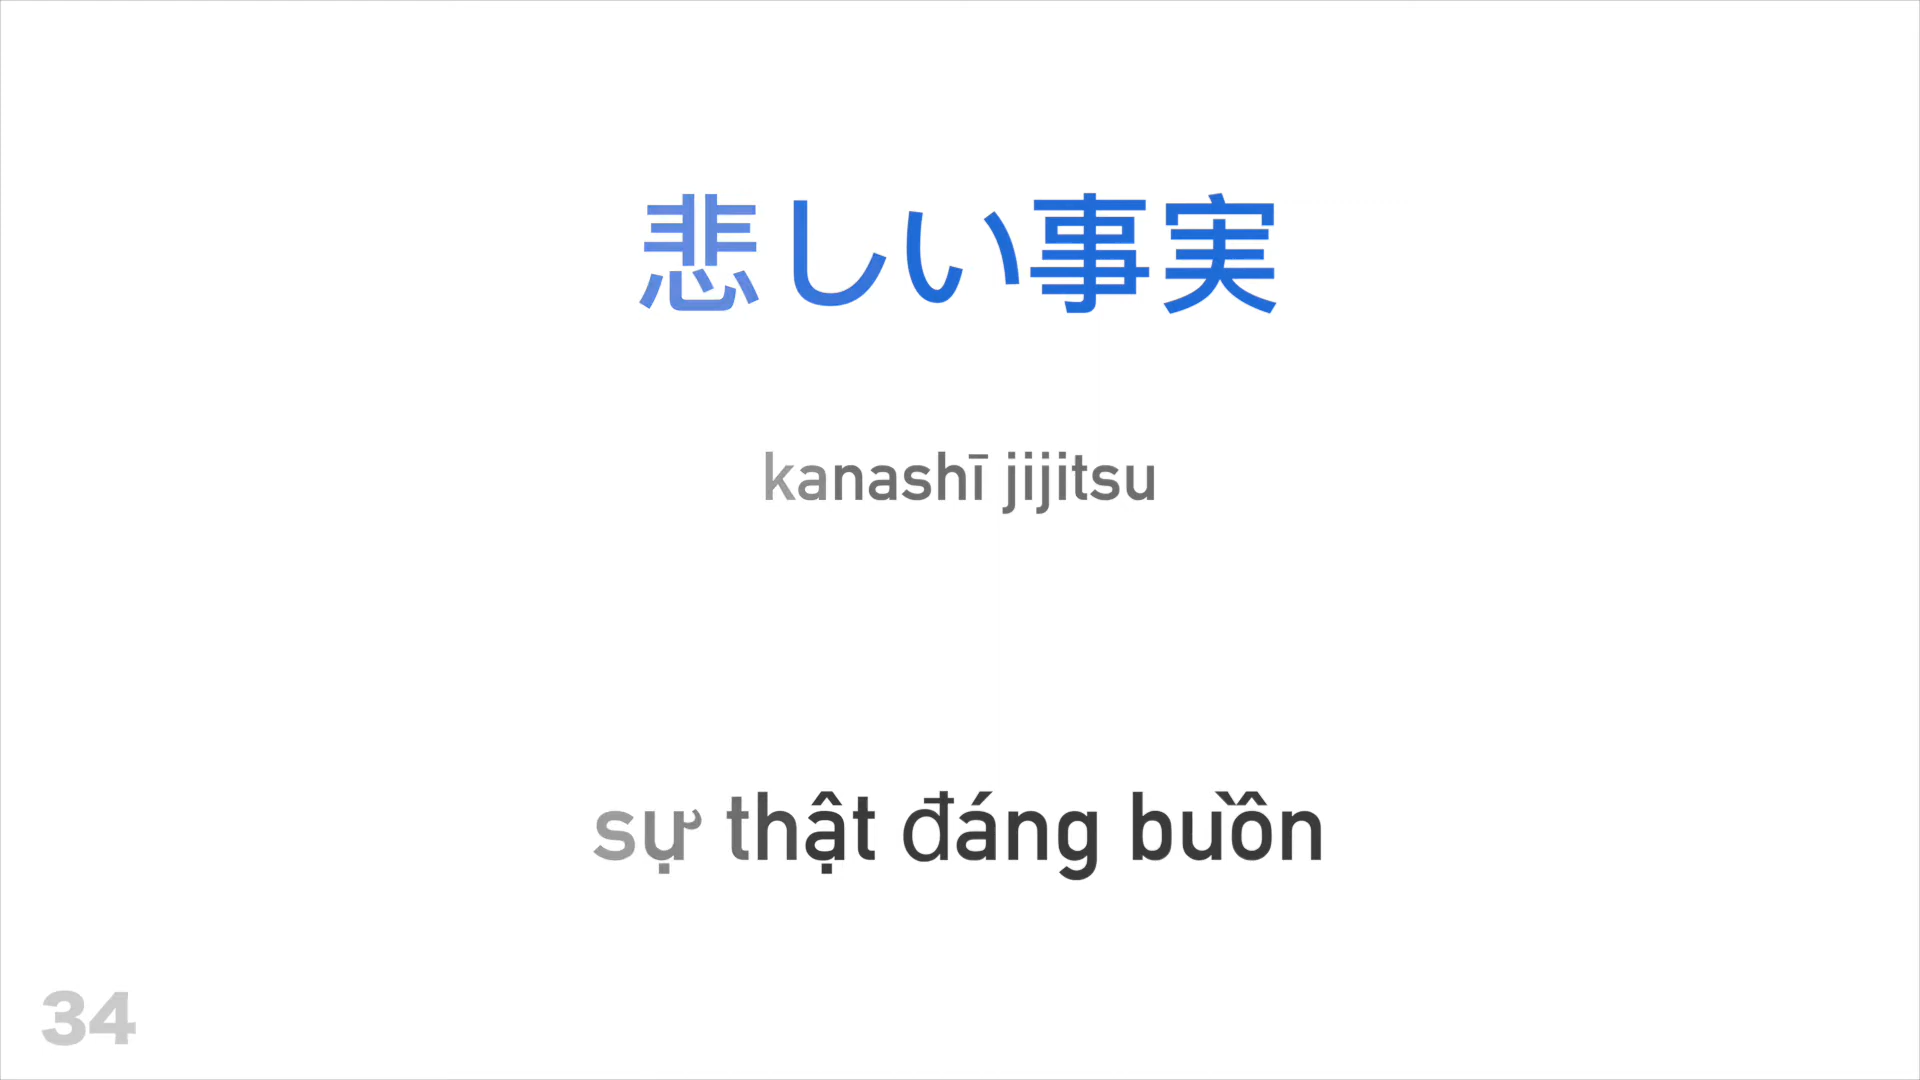 悲しい事実
kanashī jijitsu
sự thật đáng buồn
34